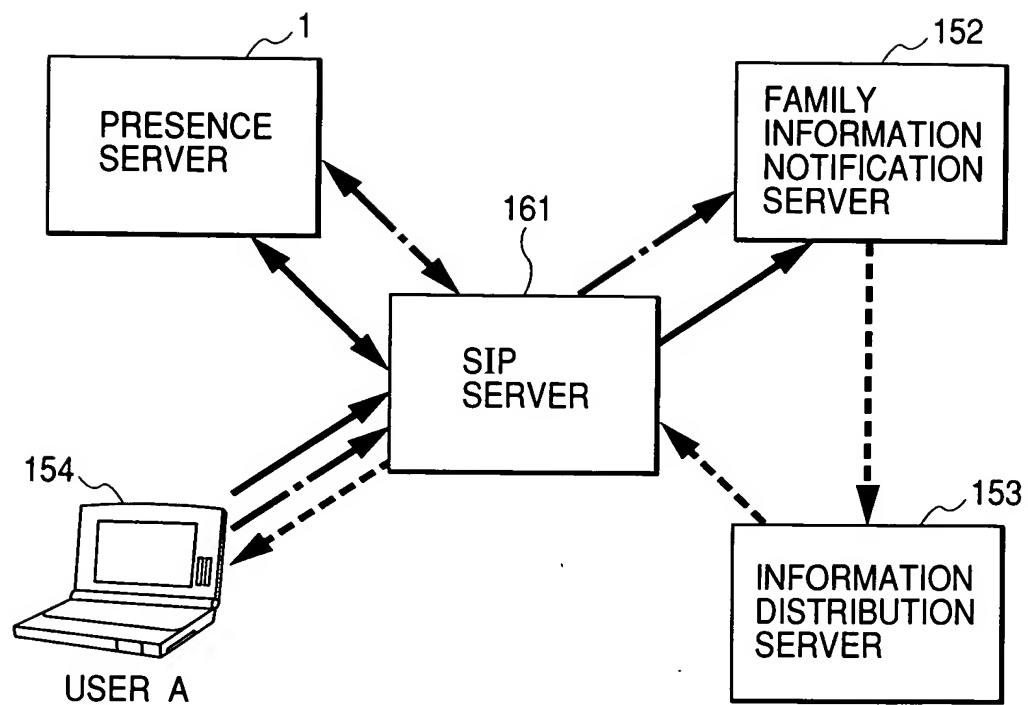 1
PRESENCE
SERVER
152
FAMILY
INFORMATION
NOTIFICATION
SERVER
161
SIP
SERVER
154
USER A
153
INFORMATION
DISTRIBUTION
SERVER